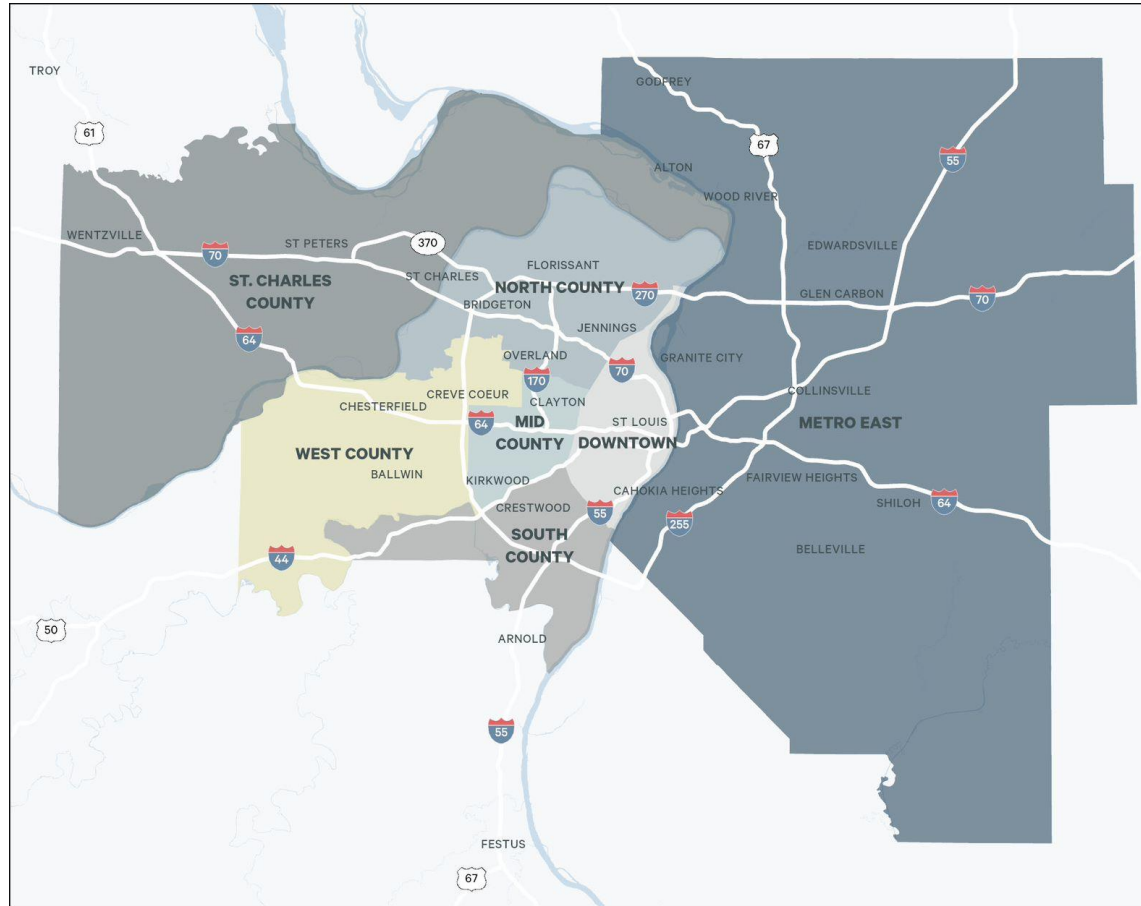 TROY
GODFREY
61
67
55
ALTON
WOOD RIVER
WENTZVILLE
ST PETERS
370
EDWARDSVILLE
70
FLORISSANT
ST CHARLES
ST. CHARLES
COUNTY
NORTH COUNTY
270
GLEN CARBON
70
BRIDGETON
JENNINGS
64
OVERLAND
GRANITE CITY
70
170
CREVE COEUR
COLLINSVILLE
CLAYTON
CHESTERFIELD
64
MID
COUNTY
ST LOUIS
METRO EAST
DOWNTOWN
WEST COUNTY
BALLWIN
KIRKWOOD
FAIRVIEW HEIGHTS
CAHOKIA HEIGHTS
SHILOH
64
CRESTWOOD
55
255
SOUTH
COUNTY
BELLEVILLE
44
50
ARNOLD
55
FESTUS
67